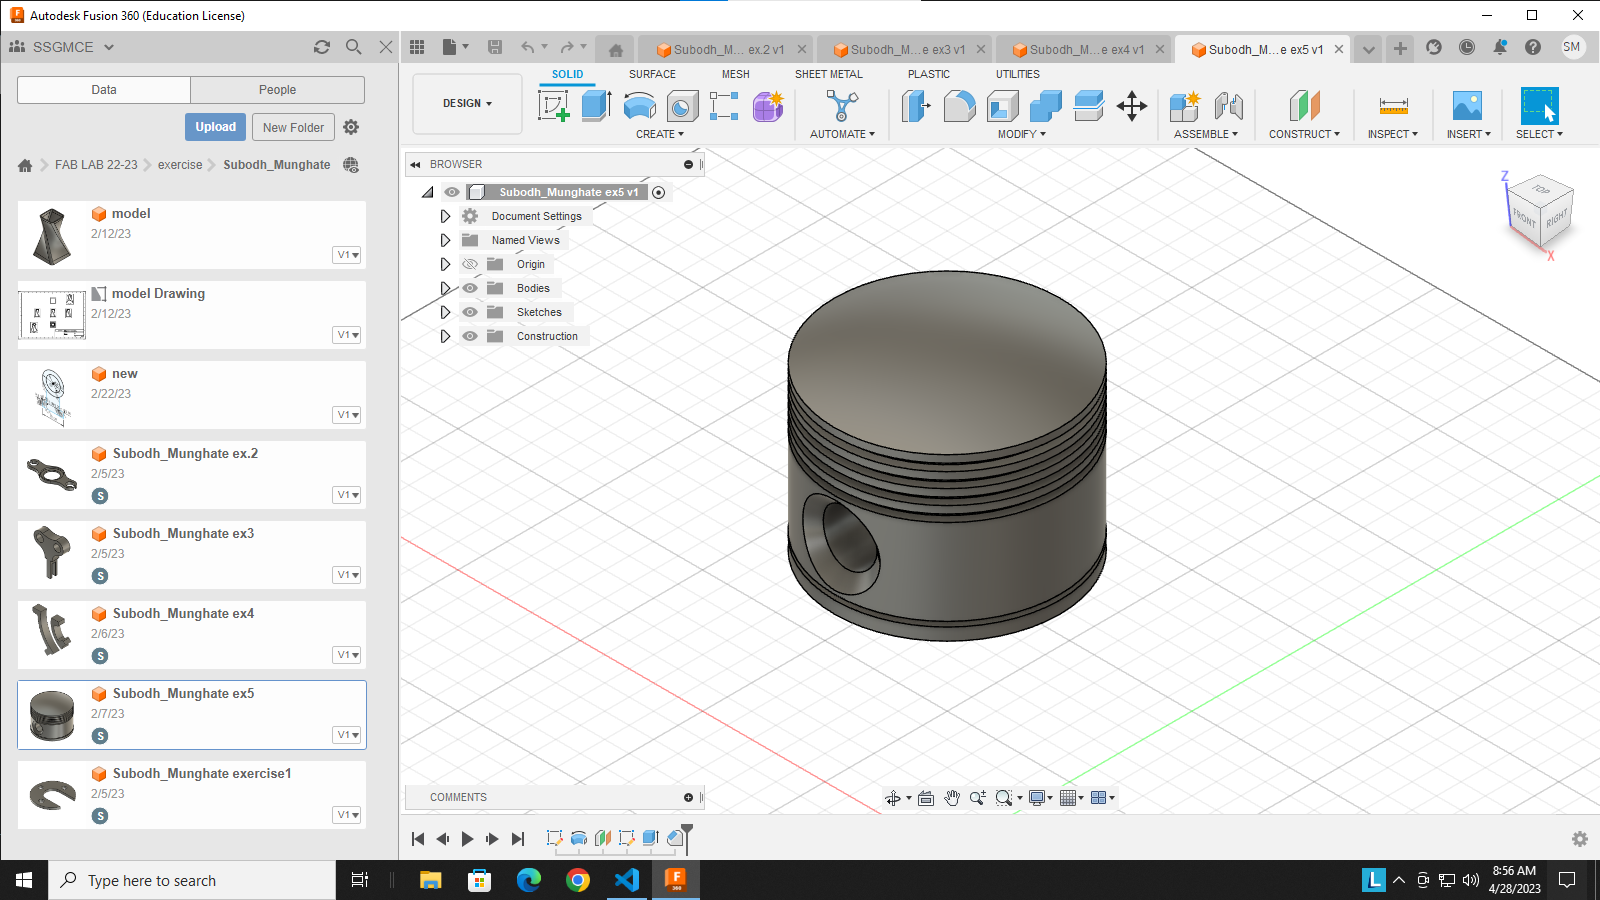 Autodesk Fusion 360 (Education License)
SSGMCE
Subodh_M... ex.2 v1
Subodh_M...e ex3 v1
Subodh_M...e ex4 v1
Subodh_M...e ex5 v1
SM
Data
People
Upload
New Folder
FAB LAB 22-23
exercise
Subodh_Munghate
DESIGN
SOLID
SURFACE
MESH
SHEET METAL
PLASTIC
UTILITIES
CREATE
AUTOMATE
MODIFY
ASSEMBLE
CONSTRUCT
INSPECT
INSERT
SELECT
model
2/12/23
V1
model Drawing
2/12/23
V1
new
2/22/23
V1
Subodh_Munghate ex.2
2/5/23
S
V1
Subodh_Munghate ex3
2/5/23
S
V1
Subodh_Munghate ex4
2/6/23
S
V1
Subodh_Munghate ex5
2/7/23
S
V1
Subodh_Munghate exercise1
2/5/23
S
V1
BROWSER
Subodh_Munghate ex5 v1
Document Settings
Named Views
Origin
Bodies
Sketches
Construction
Z
TOP
FRONT
RIGHT
X
COMMENTS
Type here to search
F
360
L
8:56 AM
4/28/2023